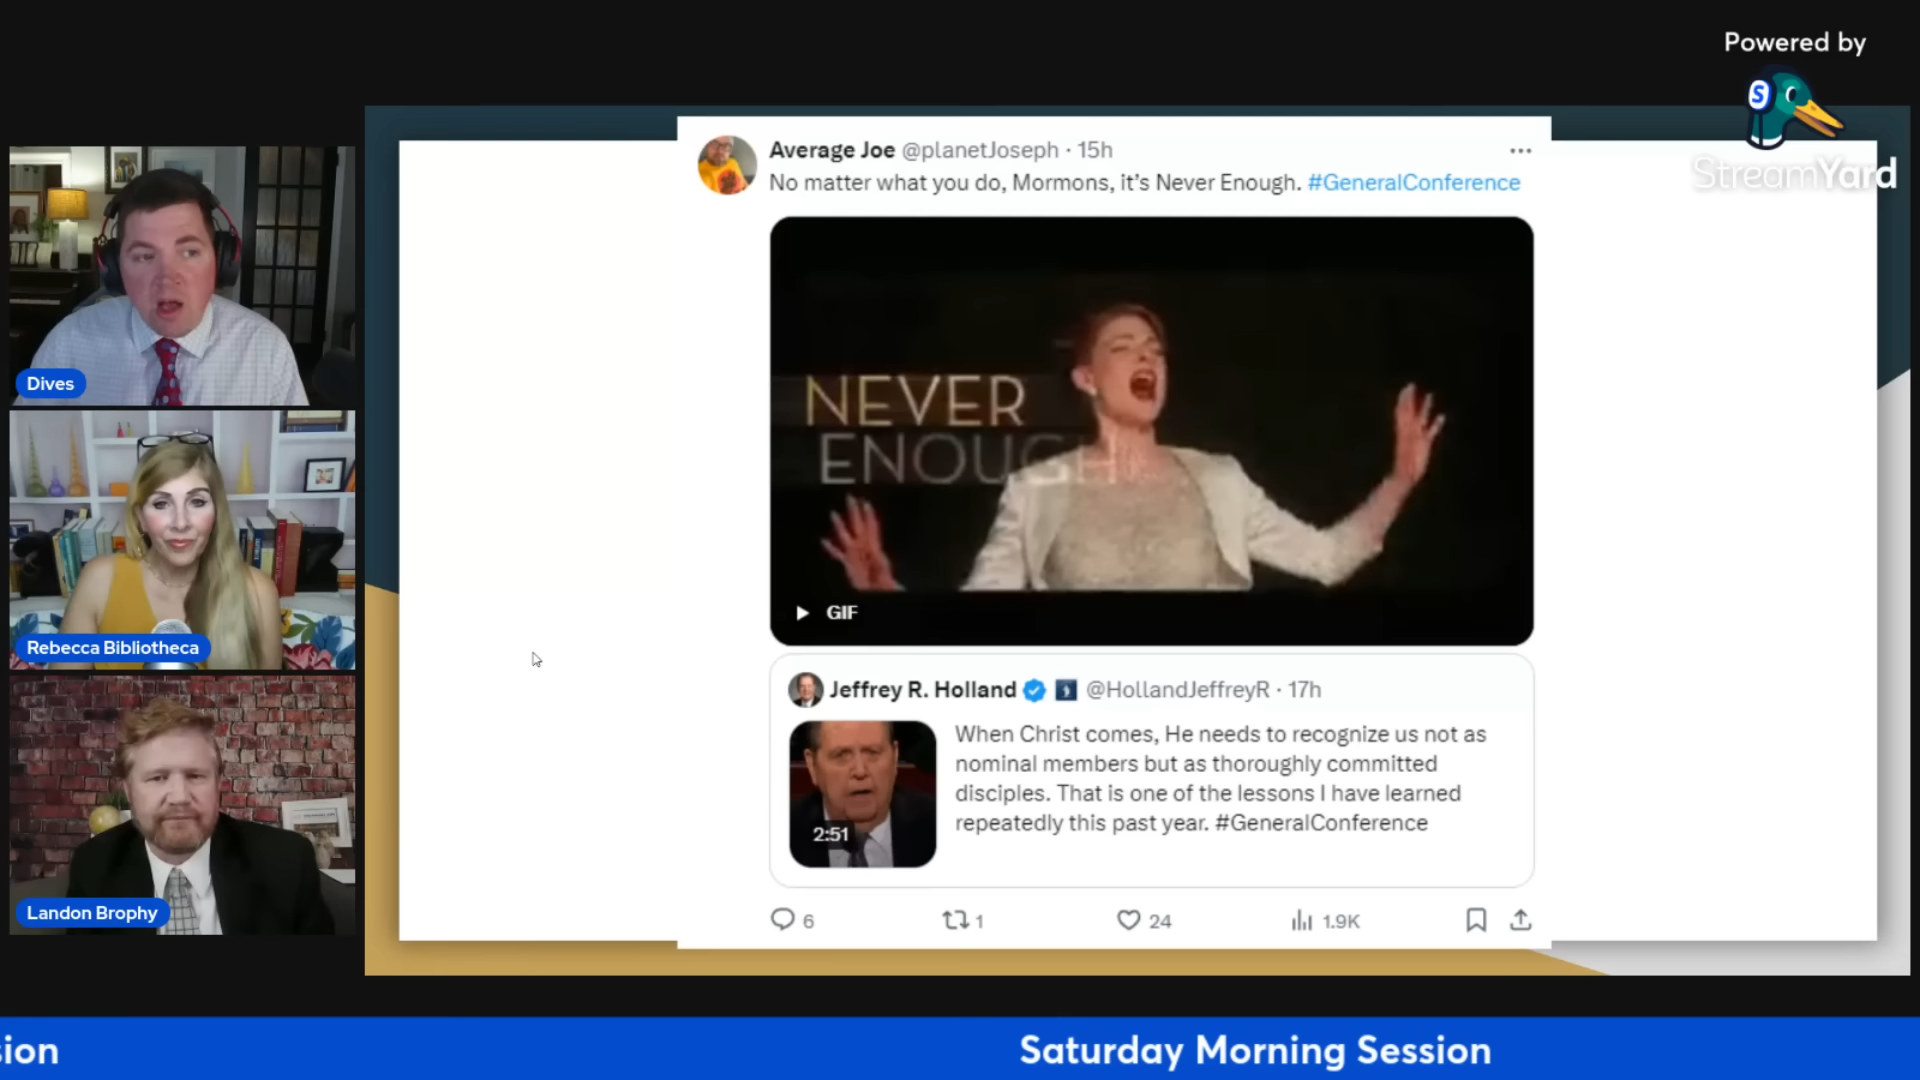 Powered by
S
StreamYard
Average Joe @planetJoseph · 15h
No matter what you do, Mormons, it's Never Enough. #GeneralConference
NEVER
ENOUGH
GIF
Jeffrey R. Holland @HollandJeffreyR · 17h
When Christ comes, He needs to recognize us not as
nominal members but as thoroughly committed
disciples. That is one of the lessons I have learned
repeatedly this past year. #GeneralConference
2:51
6
1
24
1.9K
Dives
Rebecca Bibliotheca
Landon Brophy
sion
Saturday Morning Session